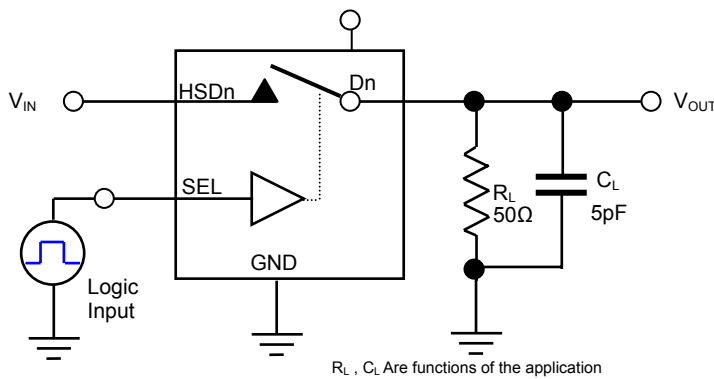 HSDn
Dn
VIN
VOUT
SEL
RL
50Ω
CL
5pF
GND
Logic
Input
RL , CL Are functions of the application